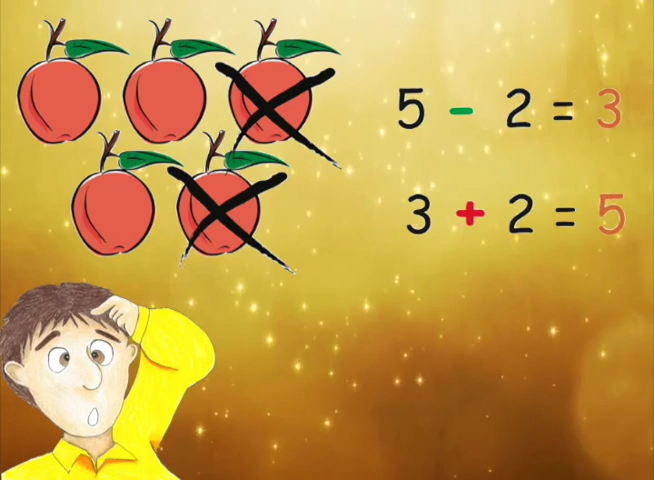 5 - 2 = 3
3 + 2 = 5